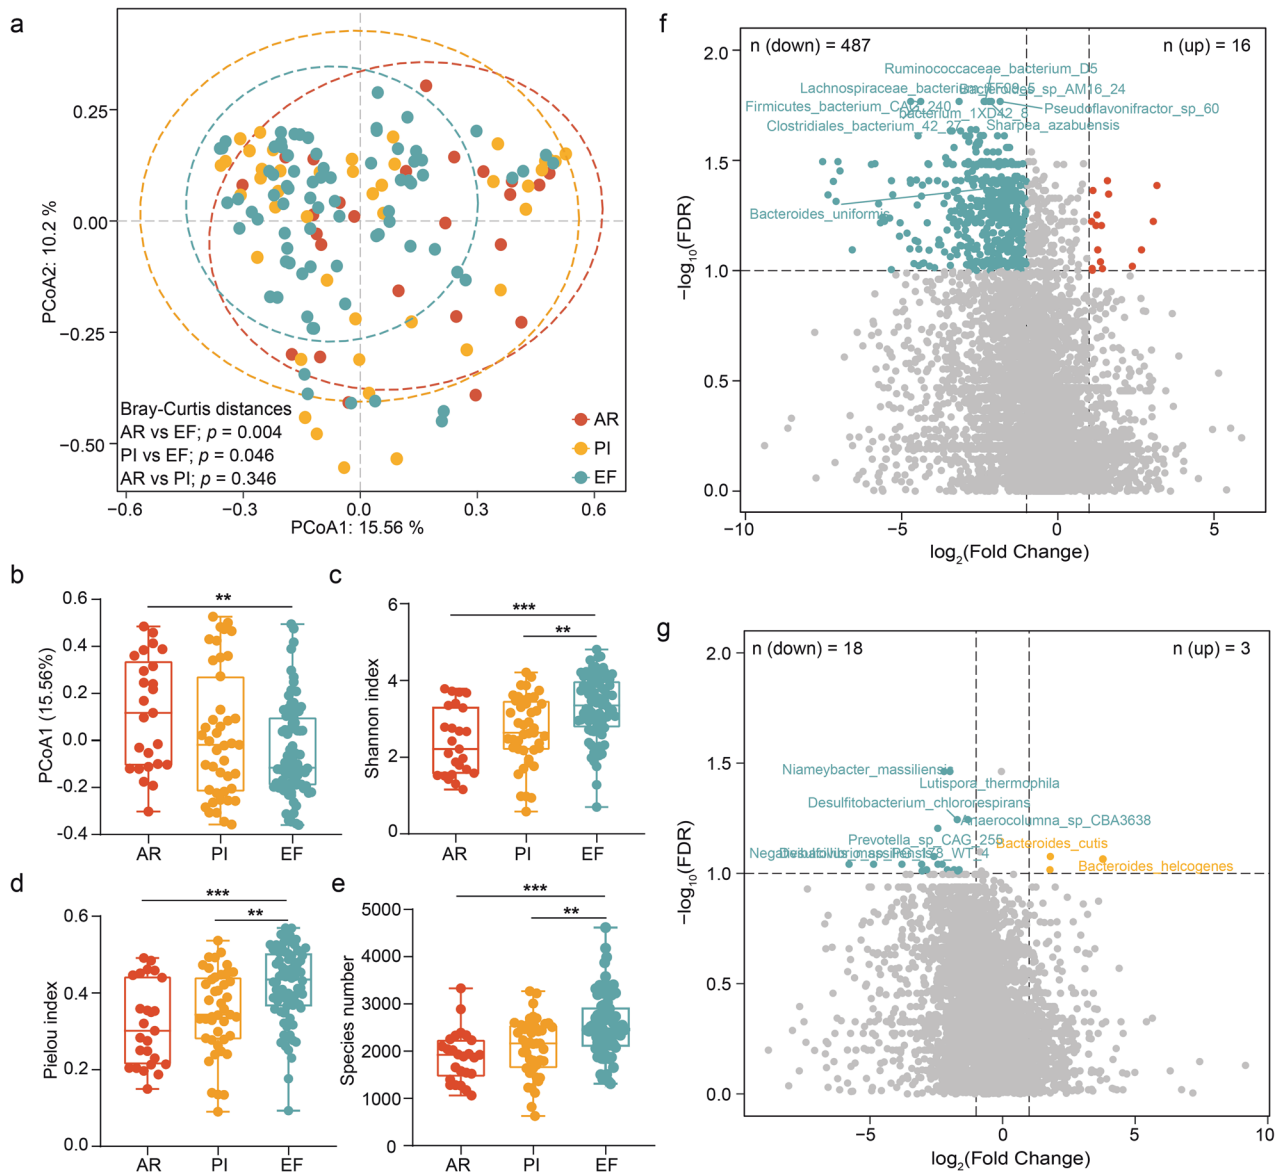 a
0.25
0.00
−0.25
−0.50
PCoA2: 10.2 %
Bray-Curtis distances
AR vs EF; p = 0.004
PI vs EF; p = 0.046
AR vs PI; p = 0.346
AR
PI
EF
−0.6
−0.3
0.0
0.3
0.6
PCoA1: 15.56 %
b
PCoA1 (15.56%)
0.6
0.4
0.2
0.0
-0.2
-0.4
**
AR
PI
EF
c
Shannon index
6
4
2
0
***
**
AR
PI
EF
d
Pielou index
0.6
0.4
0.2
0.0
***
**
AR
PI
EF
e
Species number
5000
4000
3000
2000
1000
0
***
**
AR
PI
EF
f
−log10(FDR)
2.0
1.5
1.0
0.5
0.0
n (down) = 487
n (up) = 16
Ruminococcaceae_bacterium_D5
Lachnospiraceae_bacterium_TF09_5
Bacteroides_sp_AM16_24
Firmicutes_bacterium_CAG_240
bacterium_1XD42_8
Pseudoflavonifractor_sp_60
Clostridiales_bacterium_42_27
Sharpea_azabuensis
Bacteroides_uniformis
−10
−5
0
5
log2(Fold Change)
g
−log10(FDR)
2.0
1.5
1.0
0.5
0.0
n (down) = 18
n (up) = 3
Niameybacter_massiliensis
Lutispora_thermophila
Desulfitobacterium_chlororespirans
Anaerocolumna_sp_CBA3638
Prevotella_sp_CAG_255
Bacteroides_cutis
Bacteroides_helcogenes
−5
0
5
10
log2(Fold Change)